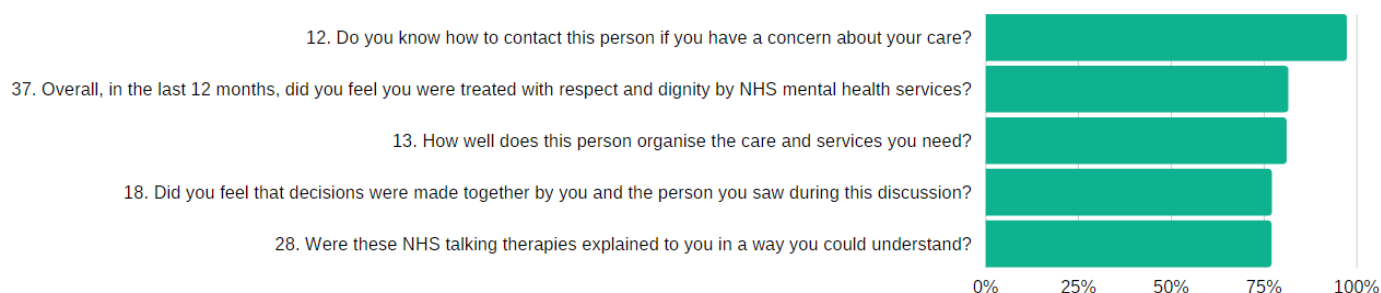 12. Do you know how to contact this person if you have a concern about your care?
37. Overall, in the last 12 months, did you feel you were treated with respect and dignity by NHS mental health services?
13. How well does this person organise the care and services you need?
18. Did you feel that decisions were made together by you and the person you saw during this discussion?
28. Were these NHS talking therapies explained to you in a way you could understand?
0% 25% 50% 75% 100%